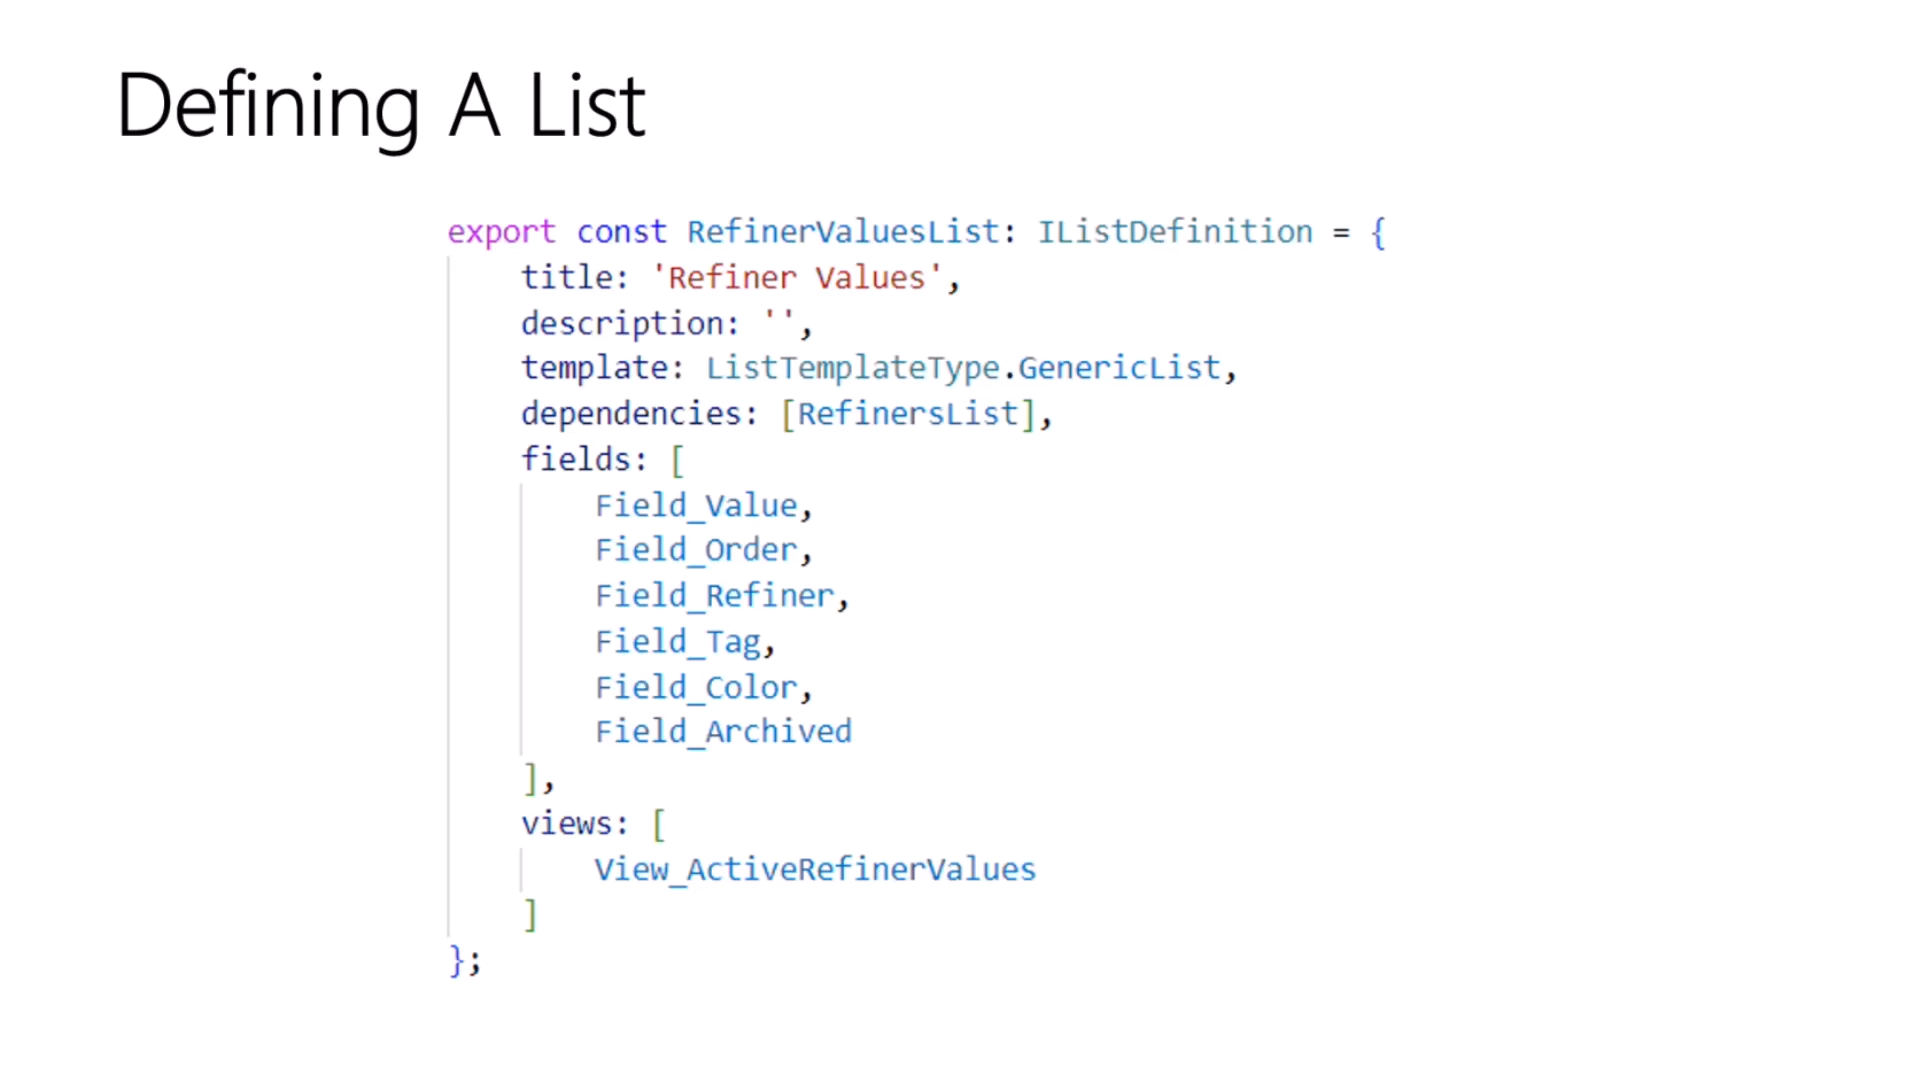 Defining A List
export const RefinerValuesList: IListDefinition = {
    title: 'Refiner Values',
    description: '',
    template: ListTemplateType.GenericList,
    dependencies: [RefinersList],
    fields: [
        Field_Value,
        Field_Order,
        Field_Refiner,
        Field_Tag,
        Field_Color,
        Field_Archived
    ],
    views: [
        View_ActiveRefinerValues
    ]
};